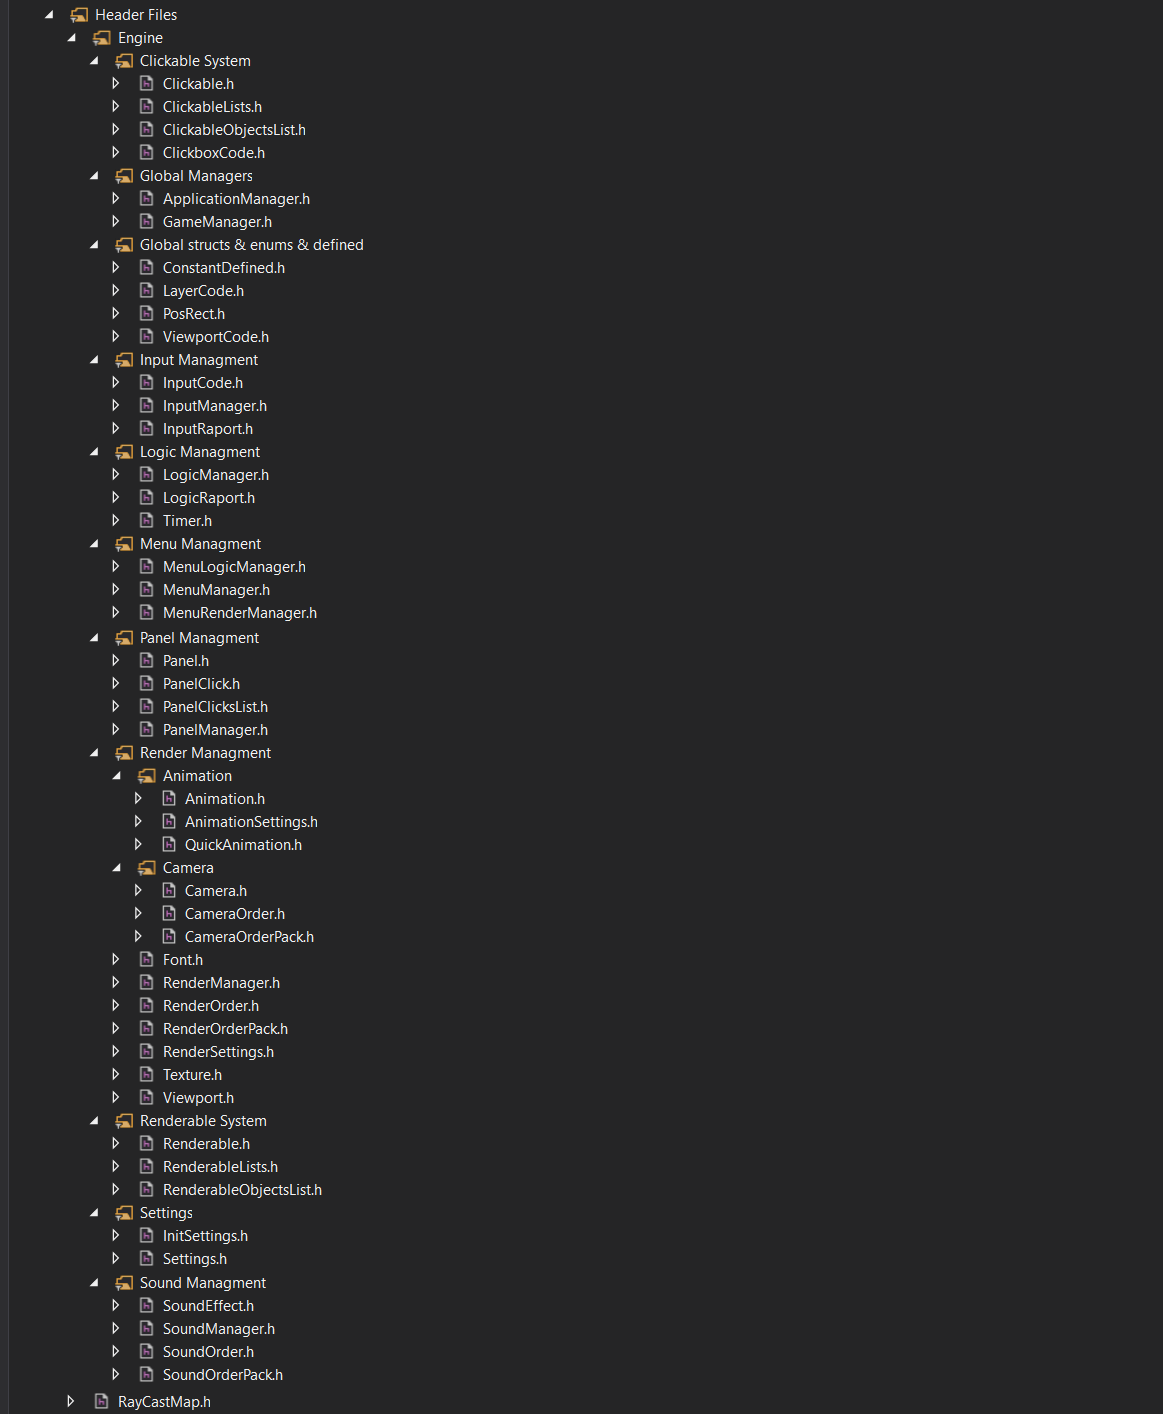 Header Files
Engine
Clickable System
Clickable.h
ClickableLists.h
ClickableObjectsList.h
ClickboxCode.h
Global Managers
ApplicationManager.h
GameManager.h
Global structs & enums & defined
ConstantDefined.h
LayerCode.h
PosRect.h
ViewportCode.h
Input Managment
InputCode.h
InputManager.h
InputRaport.h
Logic Managment
LogicManager.h
LogicRaport.h
Timer.h
Menu Managment
MenuLogicManager.h
MenuManager.h
MenuRenderManager.h
Panel Managment
Panel.h
PanelClick.h
PanelClicksList.h
PanelManager.h
Render Managment
Animation
Animation.h
AnimationSettings.h
QuickAnimation.h
Camera
Camera.h
CameraOrder.h
CameraOrderPack.h
Font.h
RenderManager.h
RenderOrder.h
RenderOrderPack.h
RenderSettings.h
Texture.h
Viewport.h
Renderable System
Renderable.h
RenderableLists.h
RenderableObjectsList.h
Settings
InitSettings.h
Settings.h
Sound Managment
SoundEffect.h
SoundManager.h
SoundOrder.h
SoundOrderPack.h
RayCastMap.h